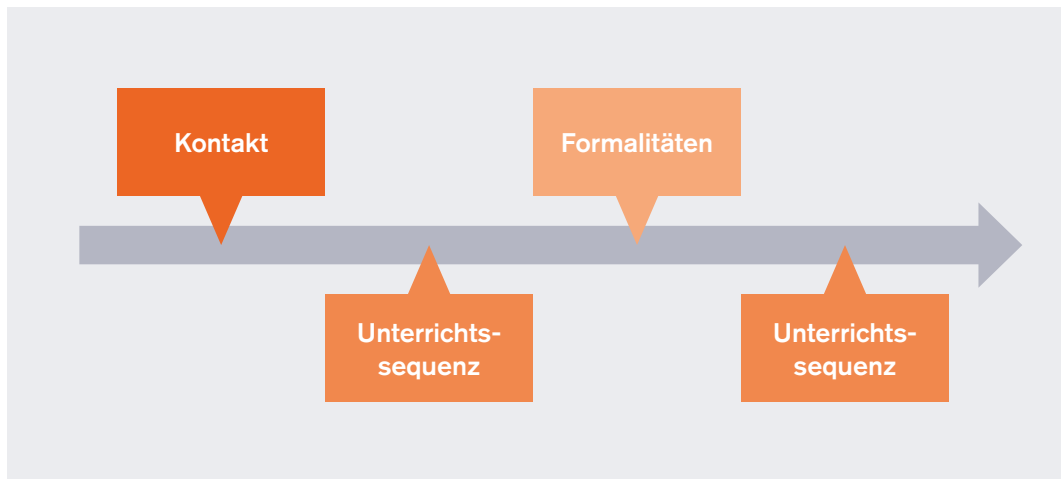 Kontakt
Formalitäten
Unterrichts-
sequenz
Unterrichts-
sequenz